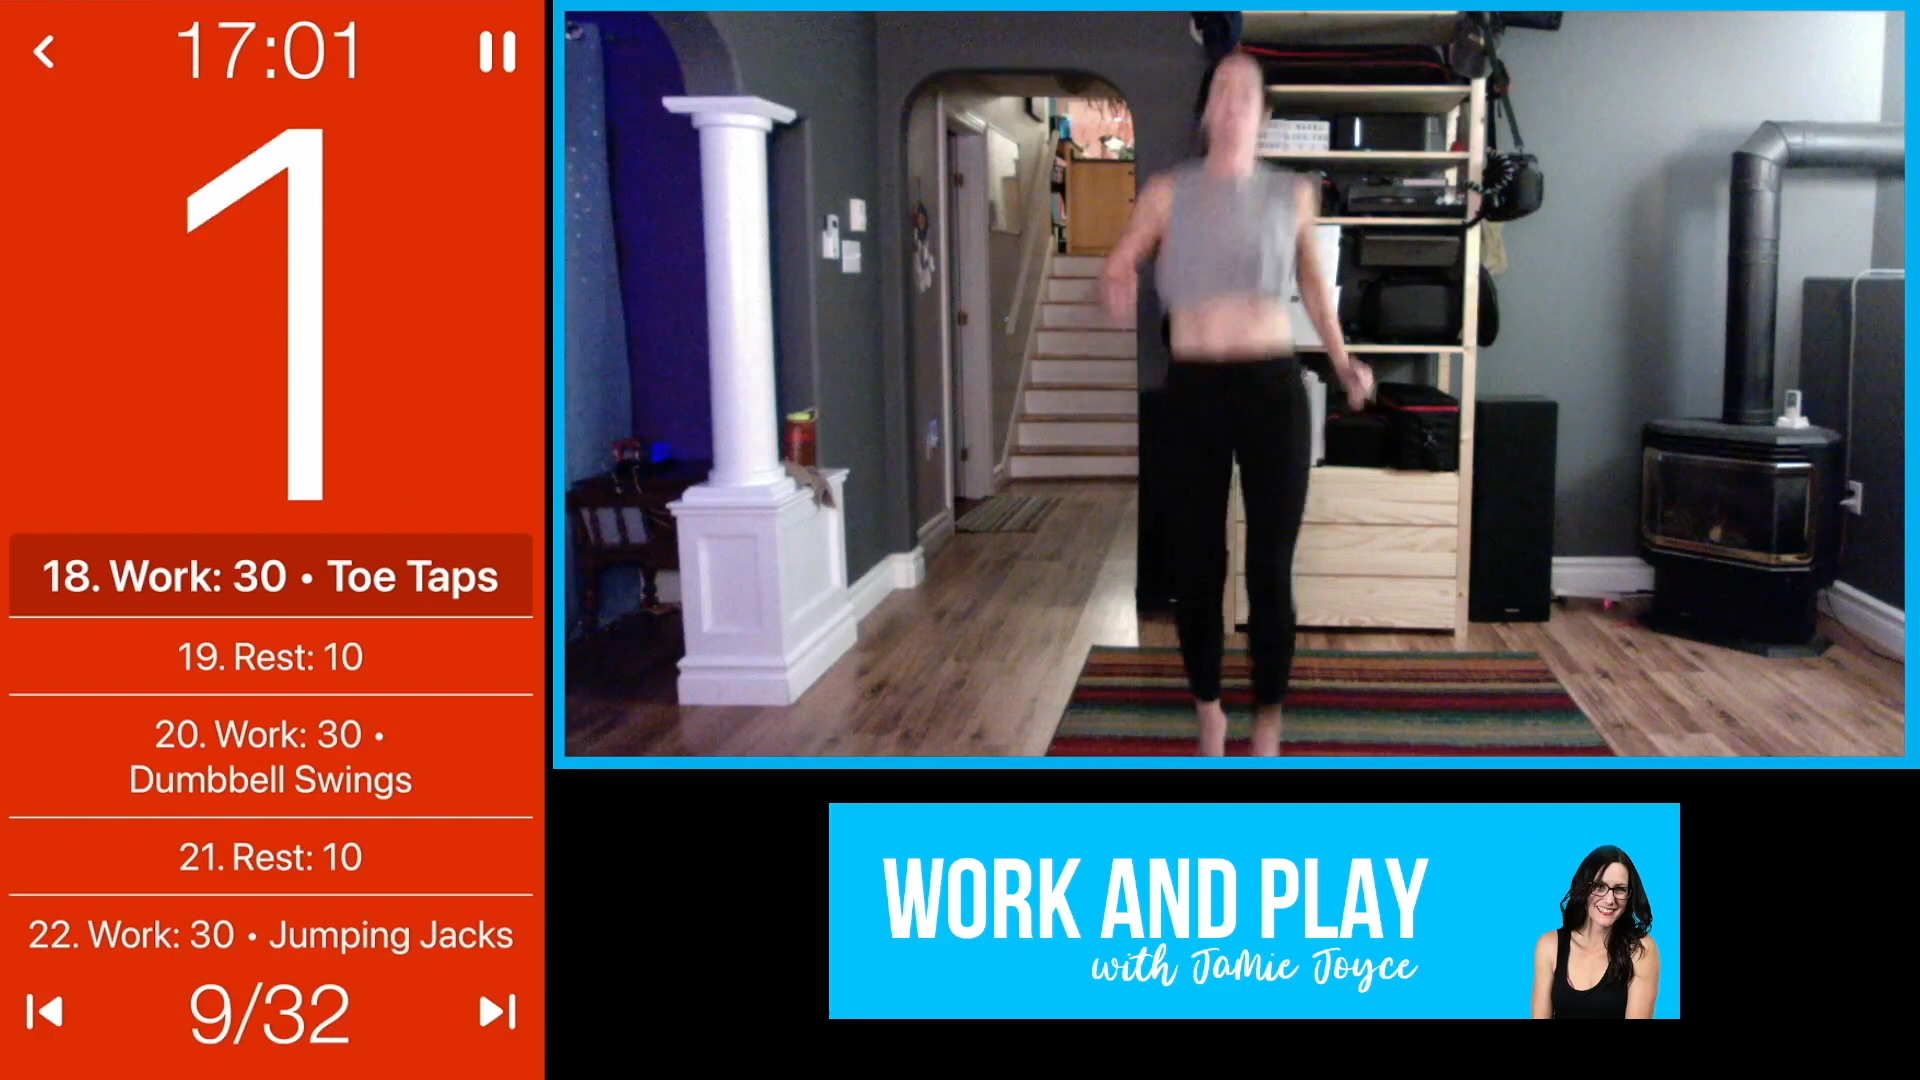 17:01
1
18. Work: 30 • Toe Taps
19. Rest: 10
20. Work: 30 •
Dumbbell Swings
21. Rest: 10
22. Work: 30 • Jumping Jacks
9/32
WORK AND PLAY
with Jamie Joyce